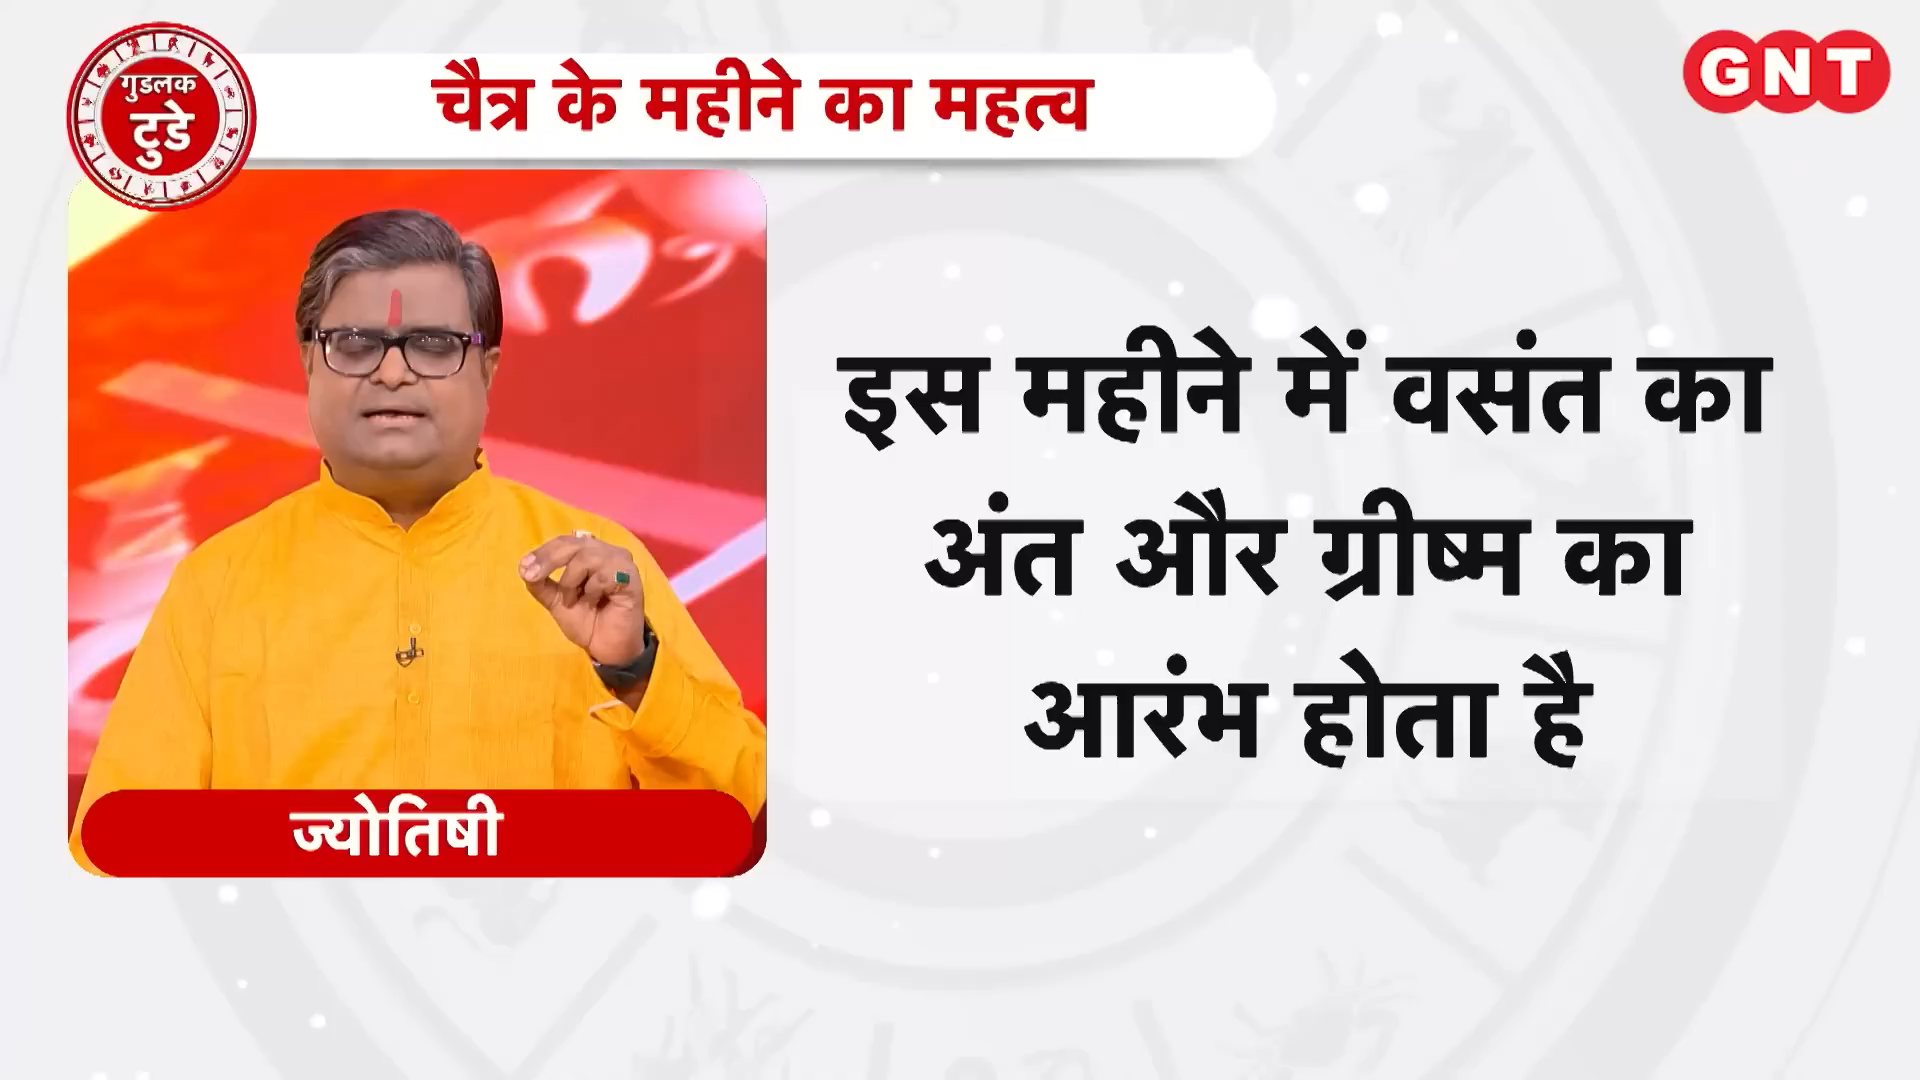 गुडलक
टुडे
चैत्र के महीने का महत्व
GNT
इस महीने में वसंत का
अंत और ग्रीष्म का
आरंभ होता है
ज्योतिषी